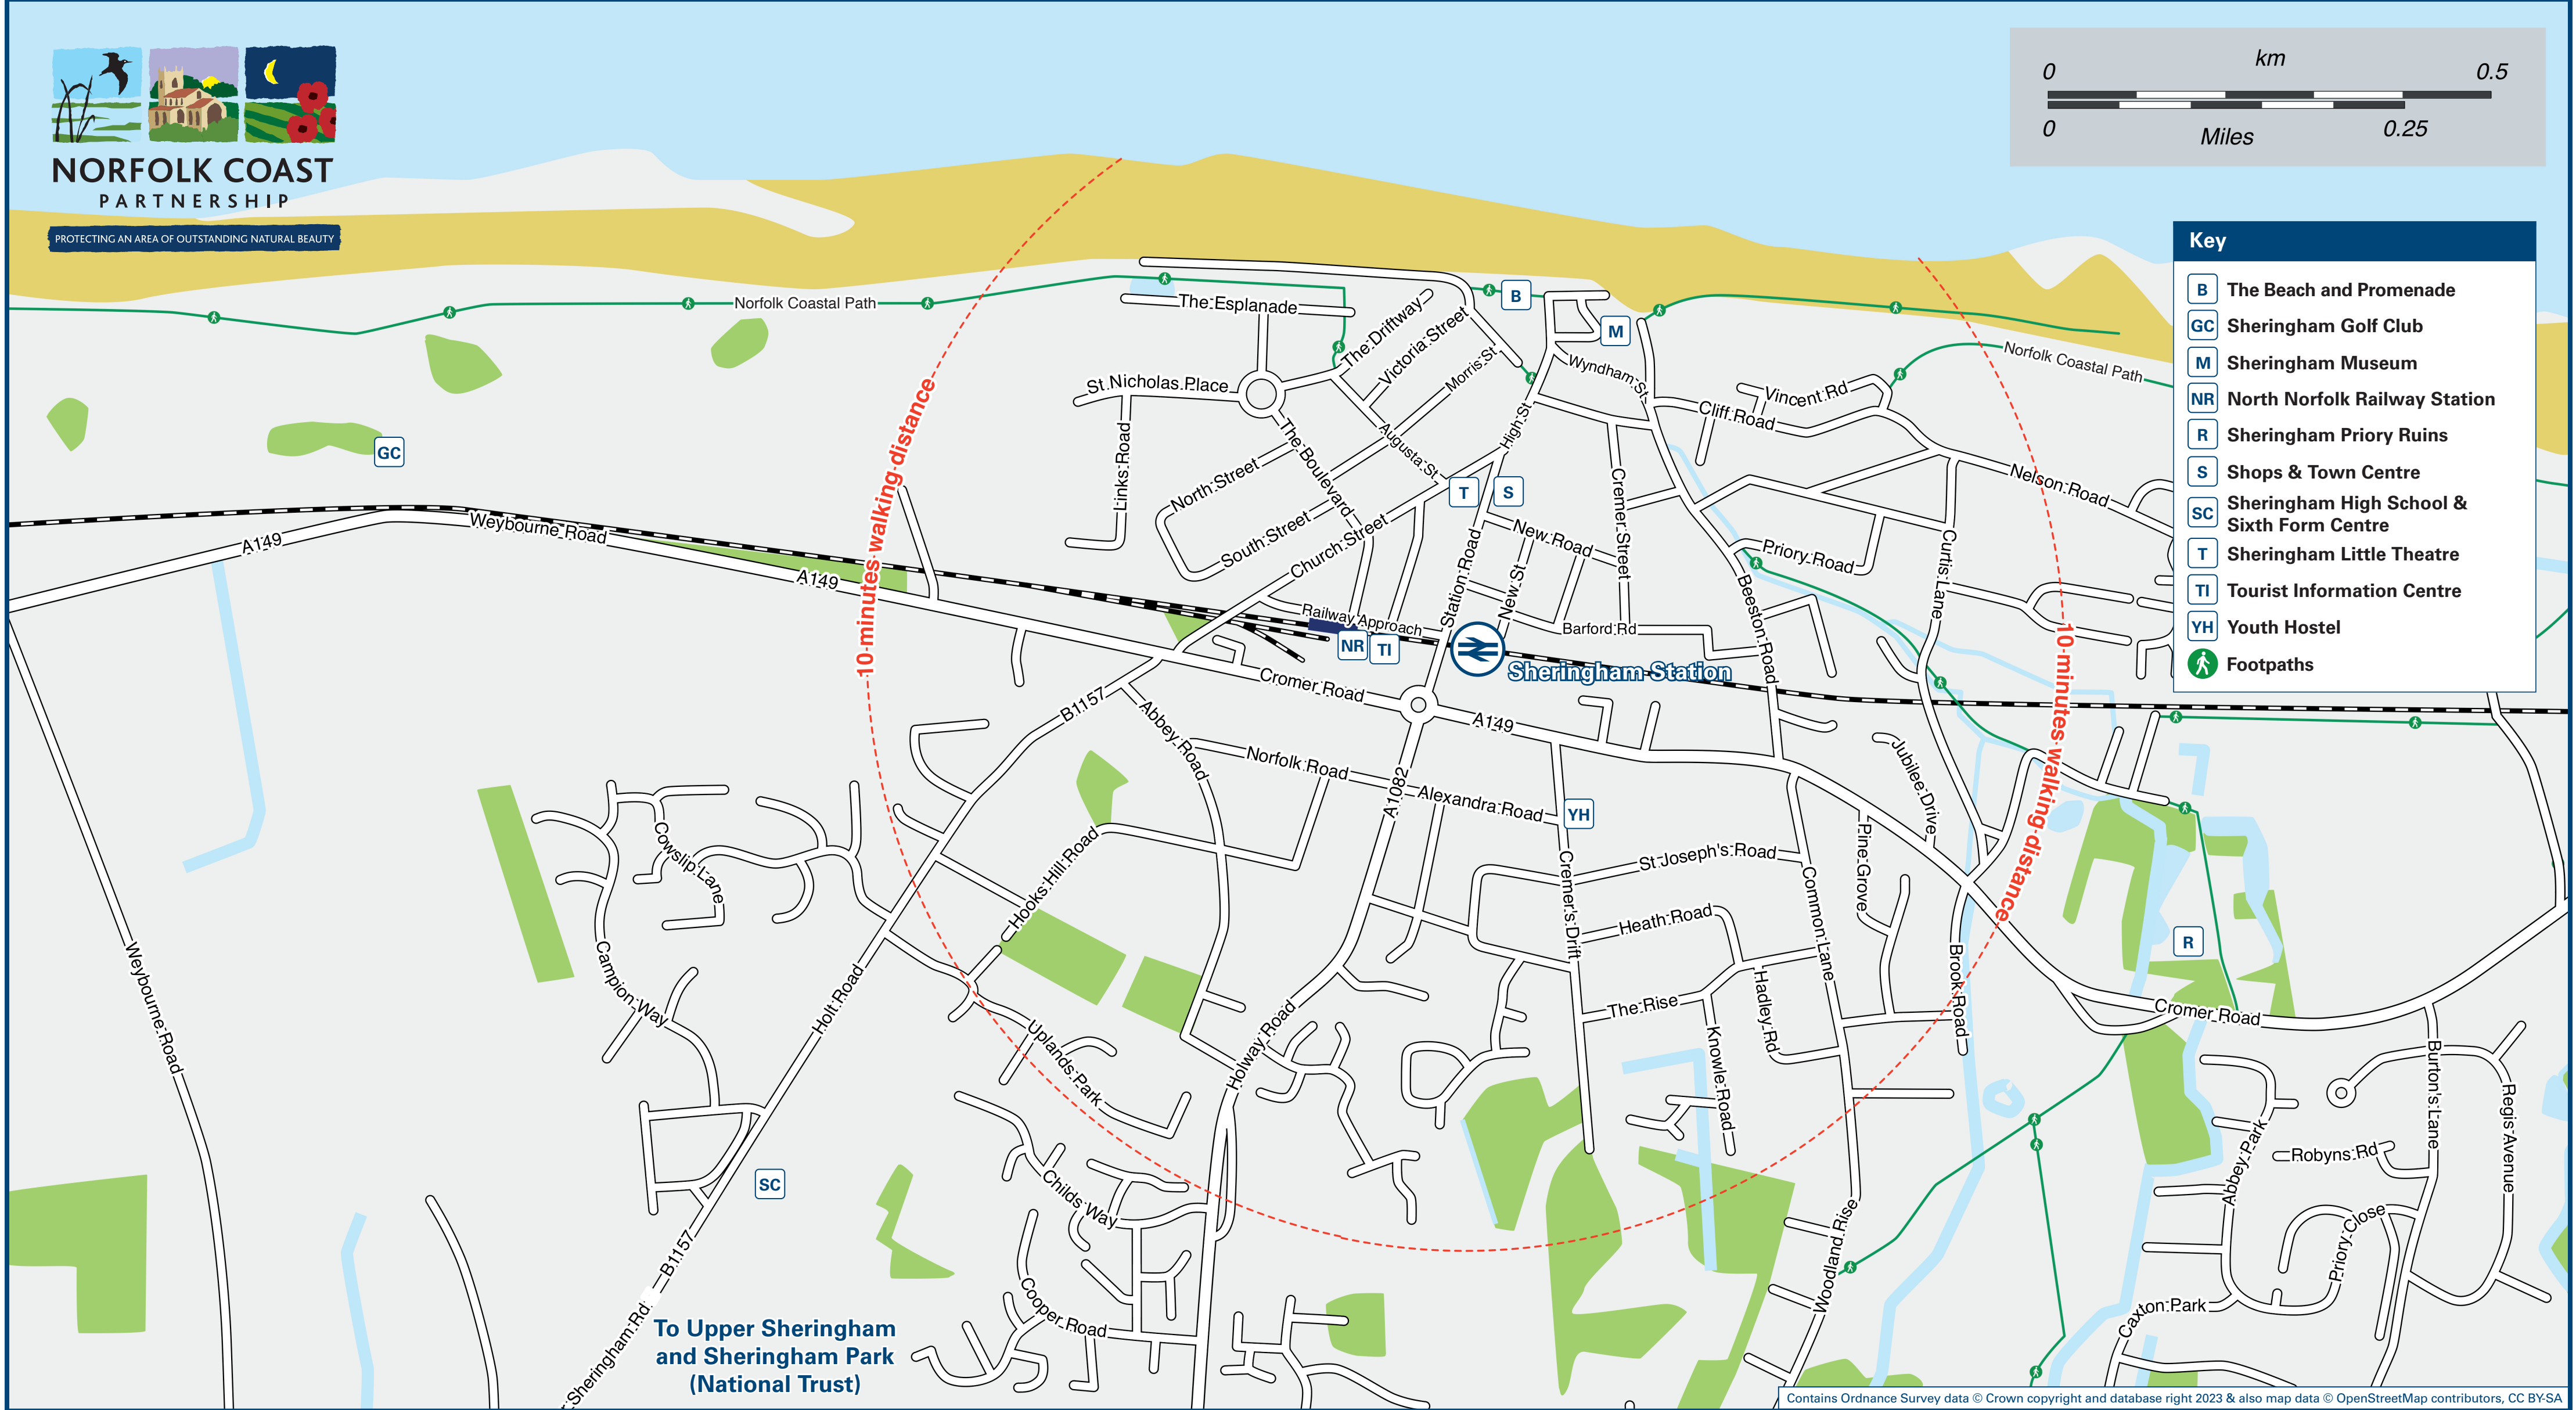 NORFOLK COAST
PARTNERSHIP
PROTECTING AN AREA OF OUTSTANDING NATURAL BEAUTY
km
0
0.5
0
0.25
Miles
Key
B The Beach and Promenade
GC Sheringham Golf Club
M Sheringham Museum
NR North Norfolk Railway Station
R Sheringham Priory Ruins
S Shops & Town Centre
SC Sheringham High School &
Sixth Form Centre
T Sheringham Little Theatre
TI Tourist Information Centre
YH Youth Hostel
Footpaths
Norfolk Coastal Path
The Esplanade
The Driftway
Victoria Street
Morris St
B
M
Wyndham St
Norfolk Coastal Path
St Nicholas Place
Vincent Rd
Cliff Road
10 minutes walking distance
GC
Links Road
The Boulevard
Augusta St
High St
North Street
South Street
Church Street
T
S
Cremer Street
Nelson Road
Weybourne Road
A149
A149
New Road
Station Road
New St
Priory Road
Curtis Lane
Beeston Road
Railway Approach
Barford Rd
NR
TI
Sheringham Station
10 minutes walking distance
Cromer Road
B1157
Abbey Road
A149
Norfolk Road
A1082
Alexandra Road
YH
Jubilee Drive
Cowslip Lane
Hooks Hill Road
Cremer's Drift
St Joseph's Road
Pine Grove
Common Lane
Heath Road
R
Weybourne Road
Campion Way
Holt Road
Uplands Park
Holway Road
The Rise
Hadley Rd
Knowle Road
Brook Road
Cromer Road
Burton's Lane
Regis Avenue
SC
Childs Way
Abbey Park
Robyns Rd
Priory Close
Woodland Rise
B1157
Cooper Road
Caxton Park
Sheringham Rd
To Upper Sheringham
and Sheringham Park
(National Trust)
Contains Ordnance Survey data © Crown copyright and database right 2023 & also map data © OpenStreetMap contributors, CC BY-SA